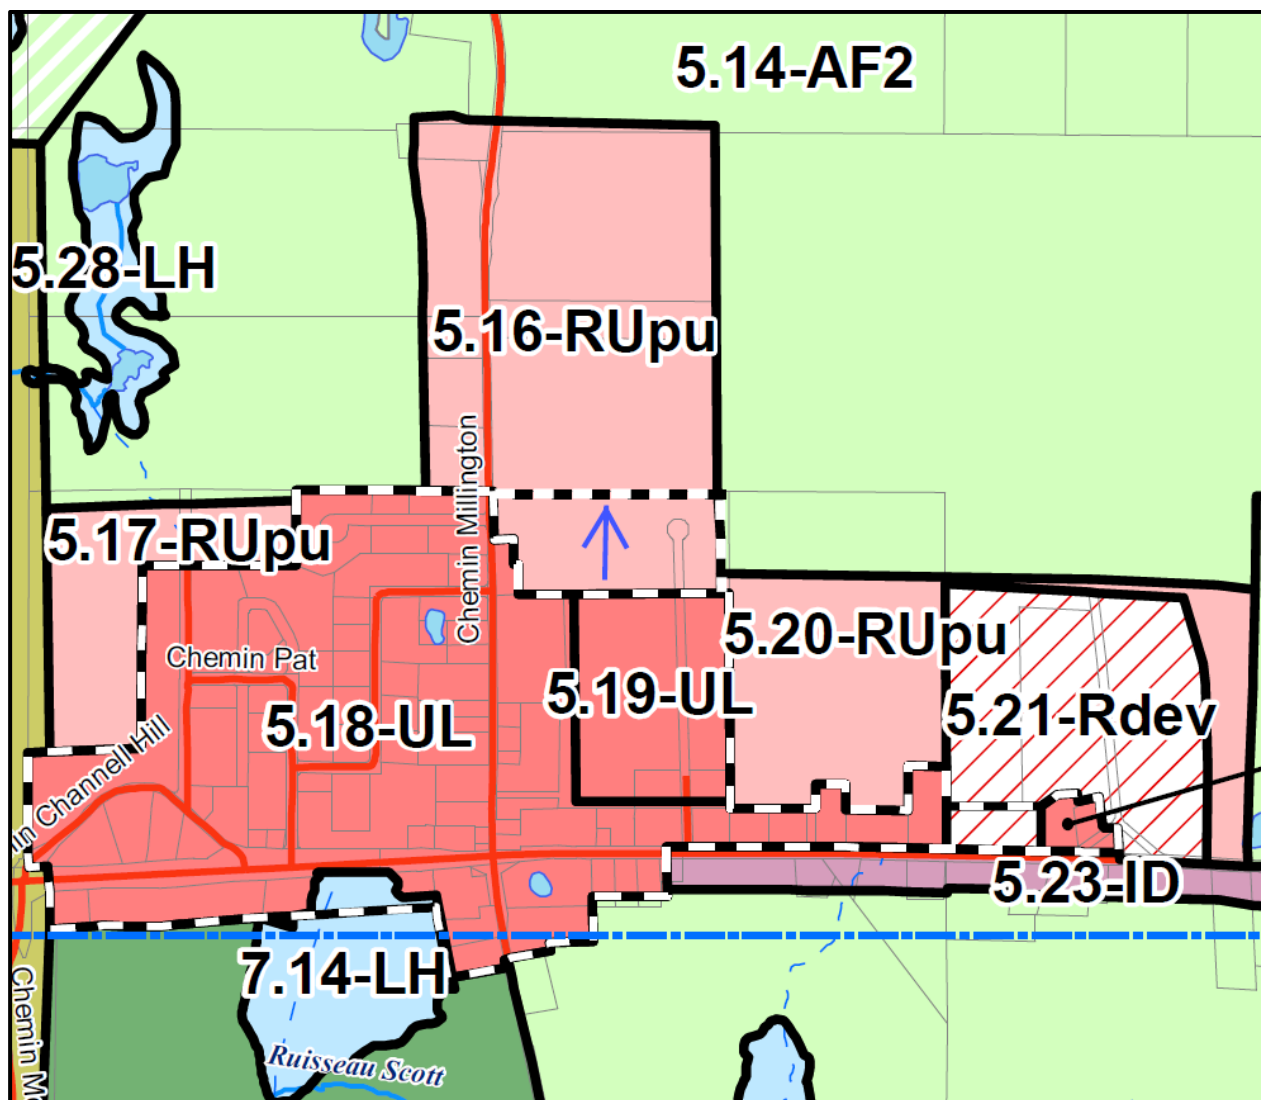 5.14-AF2
5.28-LH
5.16-RUpu
Chemin Millington
5.17-RUpu
5.20-RUpu
Chemin Pat
5.19-UL
5.18-UL
5.21-Rdev
in Channell Hill
5.23-ID
7.14-LH
Chemin Mo
Ruisseau Scott